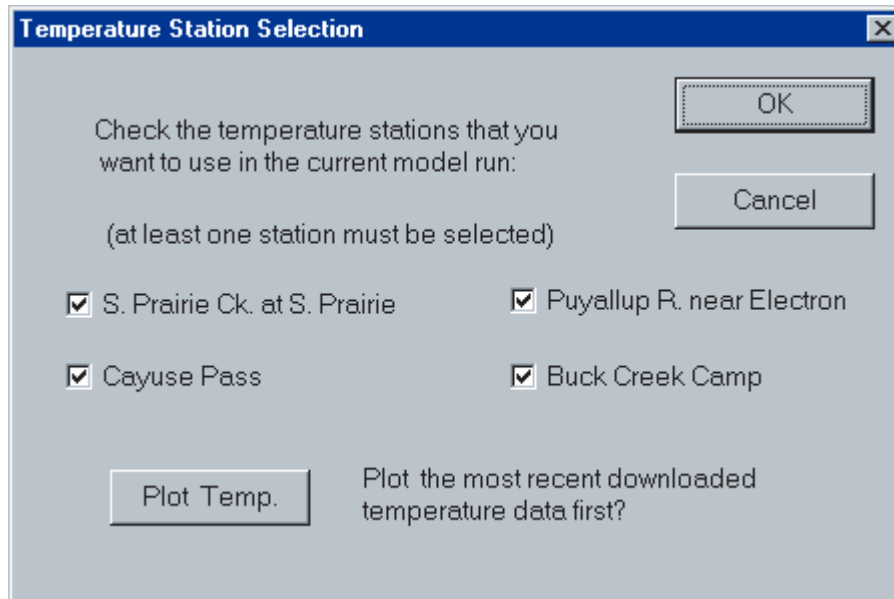 Temperature Station Selection
OK
Check the temperature stations that you
want to use in the current model run:
Cancel
(at least one station must be selected)
S. Prairie Ck. at S. Prairie
Puyallup R. near Electron
Cayuse Pass
Buck Creek Camp
Plot Temp.
Plot the most recent downloaded
temperature data first?